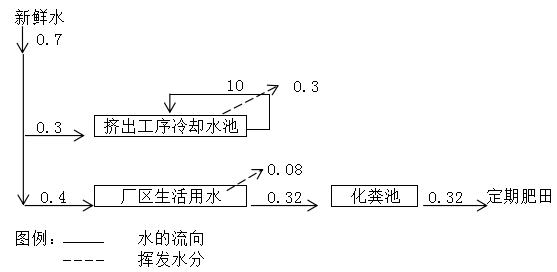 新鲜水
0.7
10
0.3
0.3
挤出工序冷却水池
0.08
0.4
厂区生活用水
0.32
化粪池
0.32
定期肥田
图例：
水的流向
挥发水分